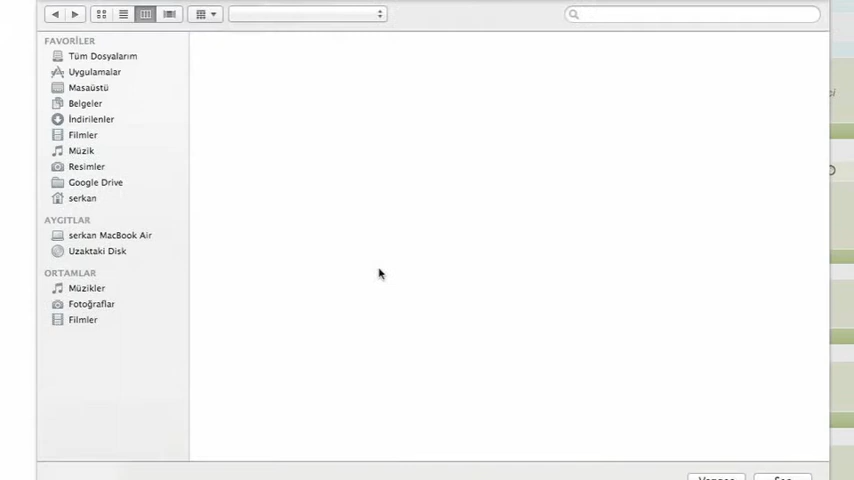 FAVORİLER
Tüm Dosyalarım
Uygulamalar
Masaüstü
Belgeler
İndirilenler
Filmler
Müzik
Resimler
Google Drive
serkan
AYGITLAR
serkan MacBook Air
Uzaktaki Disk
ORTAMLAR
Müzikler
Fotoğraflar
Filmler